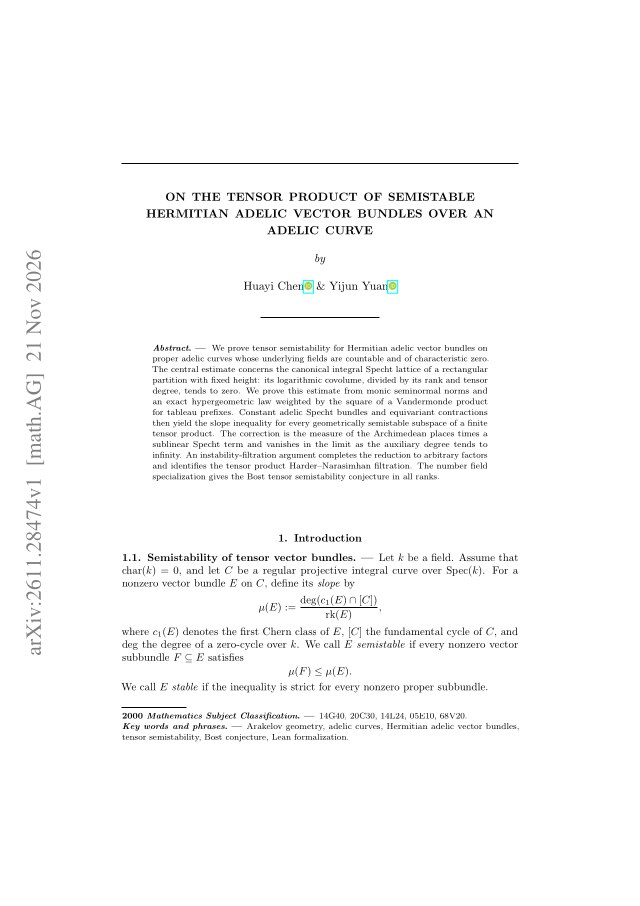 arXiv:2611.28474v1 [math.AG] 21 Nov 2026
ON THE TENSOR PRODUCT OF SEMISTABLE
HERMITIAN ADELIC VECTOR BUNDLES OVER AN
ADELIC CURVE
by
Huayi Chen & Yijun Yuan
Abstract. — We prove tensor semistability for Hermitian adelic vector bundles on
proper adelic curves whose underlying fields are countable and of characteristic zero.
The central estimate concerns the canonical integral Specht lattice of a rectangular
partition with fixed height: its logarithmic covolume, divided by its rank and tensor
degree, tends to zero. We prove this estimate from monic seminormal norms and
an exact hypergeometric law weighted by the square of a Vandermonde product
for tableau prefixes. Constant adelic Specht bundles and equivariant contractions
then yield the slope inequality for every geometrically semistable subspace of a finite
tensor product. The correction is the measure of the Archimedean places times a
sublinear Specht term and vanishes in the limit as the auxiliary degree tends to
infinity. An instability-filtration argument completes the reduction to arbitrary factors
and identifies the tensor product Harder–Narasimhan filtration. The number field
specialization gives the Bost tensor semistability conjecture in all ranks.
1. Introduction
1.1. Semistability of tensor vector bundles. — Let k be a field. Assume that
char(k) = 0, and let C be a regular projective integral curve over Spec(k). For a
nonzero vector bundle E on C, define its slope by
μ(E) := deg(c₁(E) ∩ [C]) / rk(E),
where c₁(E) denotes the first Chern class of E, [C] the fundamental cycle of C, and
deg the degree of a zero-cycle over k. We call E semistable if every nonzero vector
subbundle F ⊆ E satisfies
μ(F) ≤ μ(E).
We call E stable if the inequality is strict for every nonzero proper subbundle.
2000 Mathematics Subject Classification. — 14G40, 20C30, 14L24, 05E10, 68V20.
Key words and phrases. — Arakelov geometry, adelic curves, Hermitian adelic vector bundles,
tensor semistability, Bost conjecture, Lean formalization.